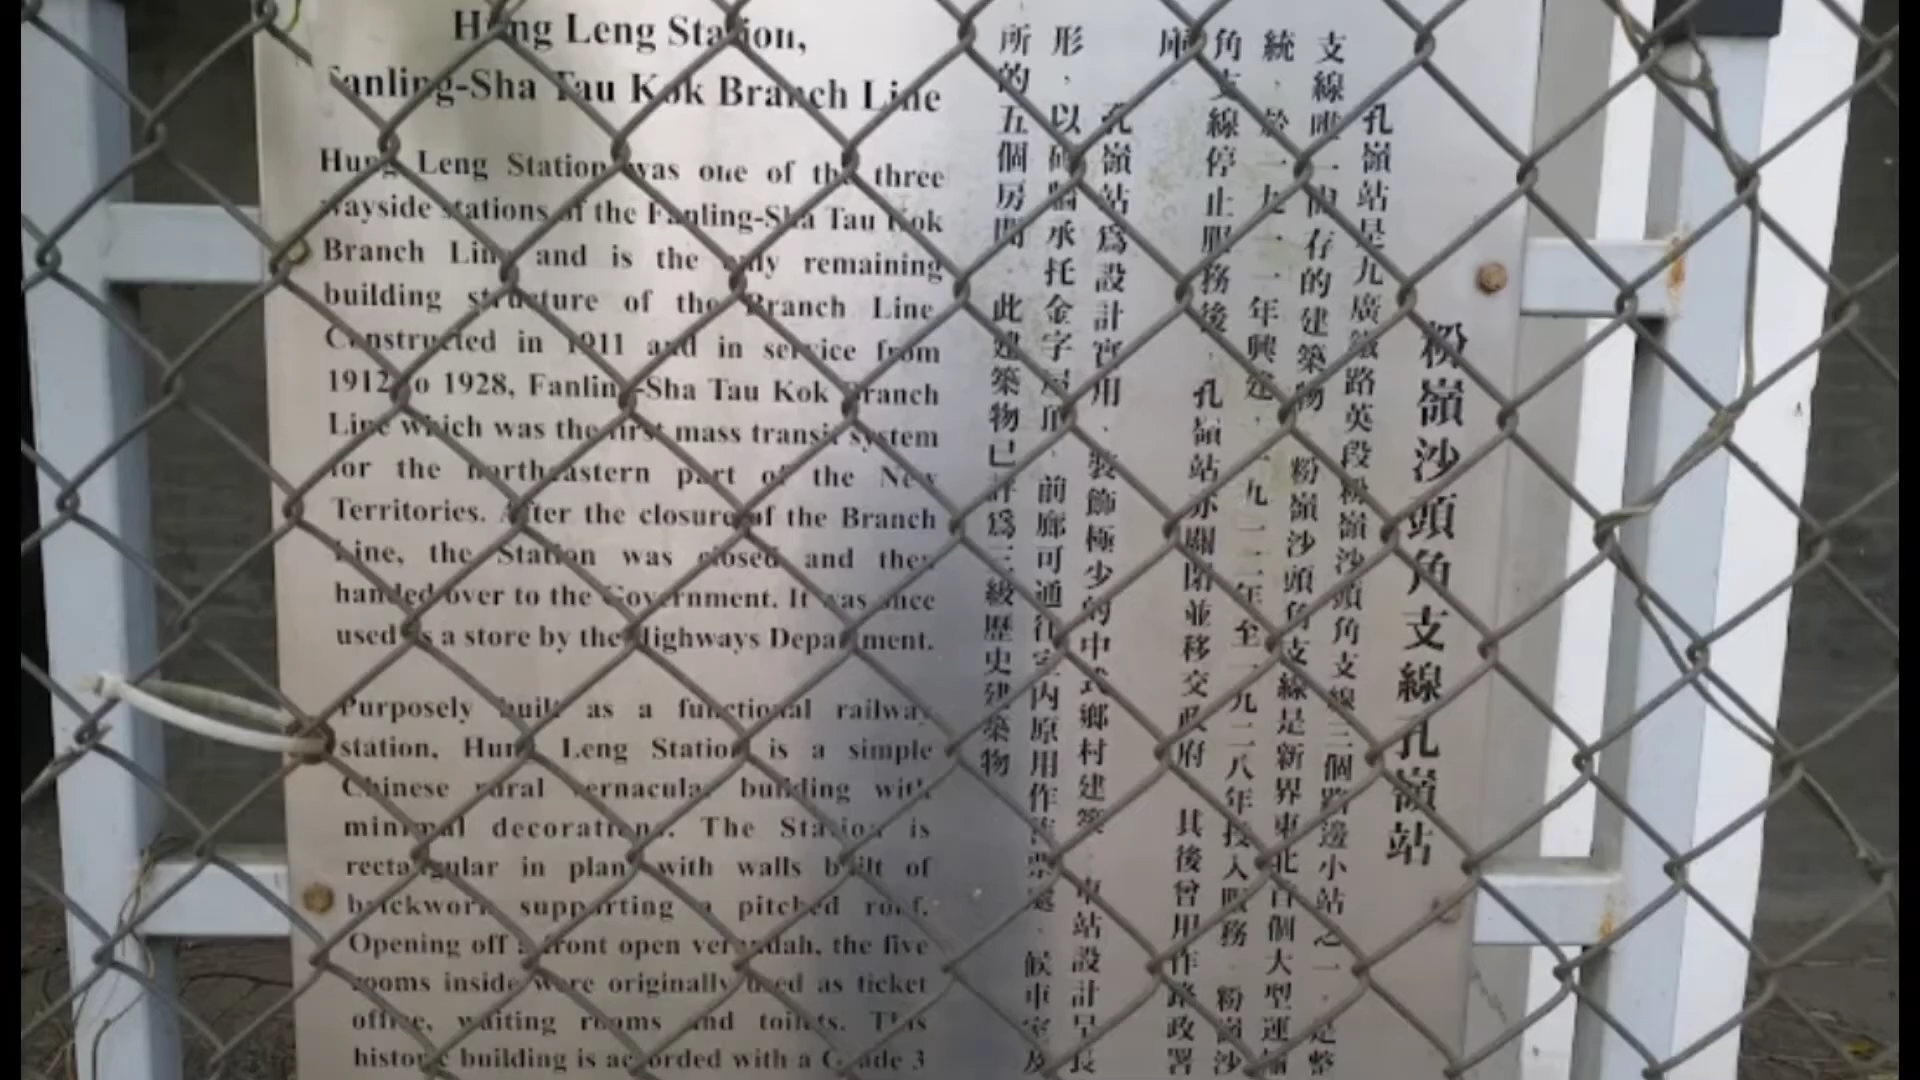 Hung Leng Station,
Fanling-Sha Tau Kok Branch Line
Hung Leng Station was one of the three
wayside stations of the Fanling-Sha Tau Kok
Branch Line and is the only remaining
building structure of the Branch Line.
Constructed in 1911 and in service from
1912 to 1928, Fanling-Sha Tau Kok Branch
Line which was the first mass transit system
for the northeastern part of the New
Territories. After the closure of the Branch
Line, the Station was closed and then
handed over to the Government. It was once
used as a store by the Highways Department.
Purposely built as a functional railway
station, Hung Leng Station is a simple
Chinese rural vernacular building with
minimal decorations. The Station is
rectangular in plan with walls built of
brickwork supporting a pitched roof.
Opening off a front open verandah, the five
rooms inside were originally used as ticket
office, waiting rooms and toilets. This
historic building is accorded with a Grade 3
粉嶺沙頭角支線孔嶺站
孔嶺站是九廣鐵路英段粉嶺沙頭角支線三個路邊小站之一，是整
支線唯一尚存的建築物。粉嶺沙頭角支線是新界東北首個大型運輸
統，於一九一一年興建，一九一二年至一九二八年投入服務。粉嶺沙
角支線停止服務後，孔嶺站亦關閉並移交政府。其後曾用作路政署
庫。
孔嶺站為設計實用、裝飾極少的中式鄉村建築。車站設計呈長
形，以磚牆承托金字屋頂。前廊可通往室內原用作售票處、候車室及
所的五個房間。此建築物已評為三級歷史建築物